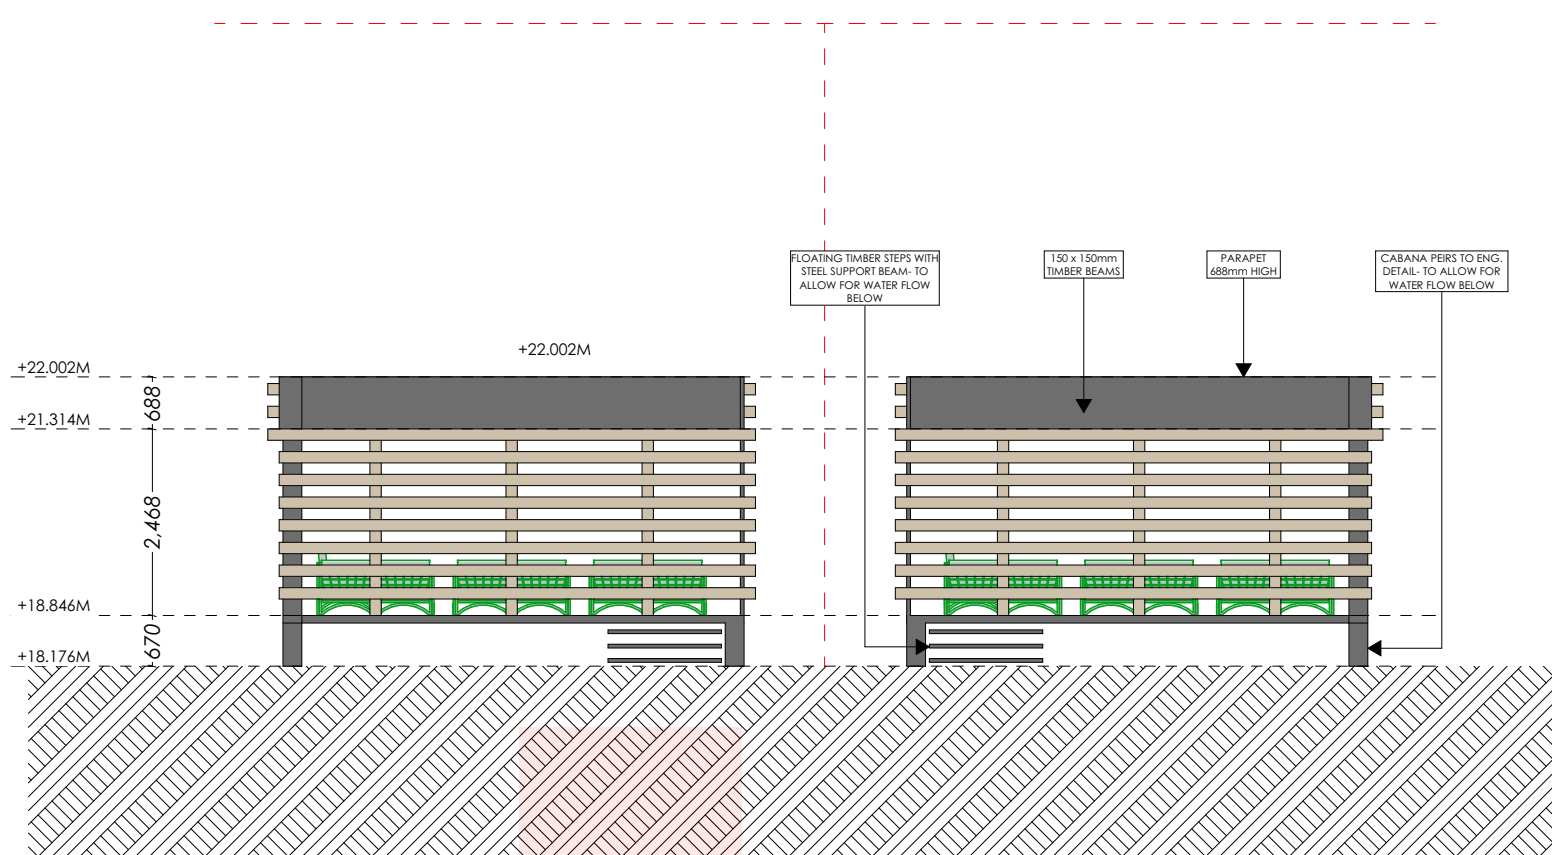 FLOATING TIMBER STEPS WITH
STEEL SUPPORT BEAM- TO
ALLOW FOR WATER FLOW
BELOW
150 x 150mm
TIMBER BEAMS
PARAPET
688mm HIGH
CABANA PEIRS TO ENG.
DETAIL- TO ALLOW FOR
WATER FLOW BELOW
+22.002M
+22.002M
688
+21.314M
2,468
+18.846M
670
+18.176M